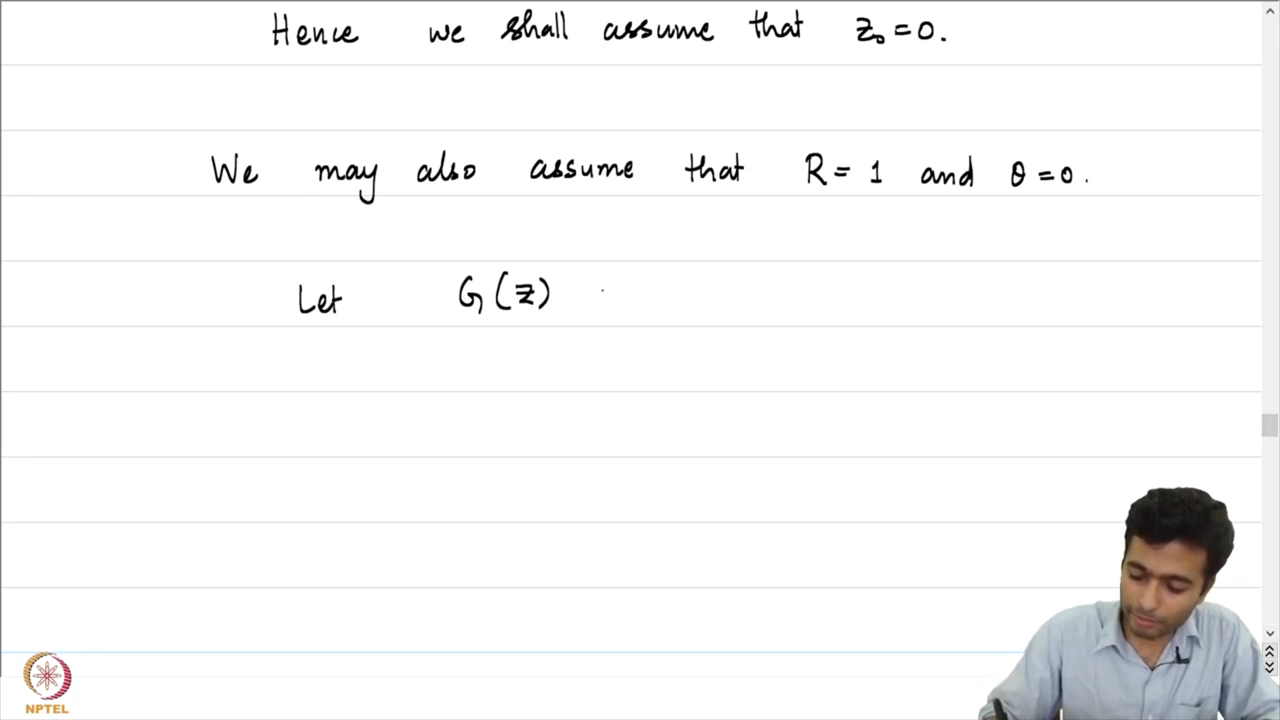 Hence we shall assume that z₀ = 0.
We may also assume that R = 1 and θ = 0.
Let G(z)
NPTEL